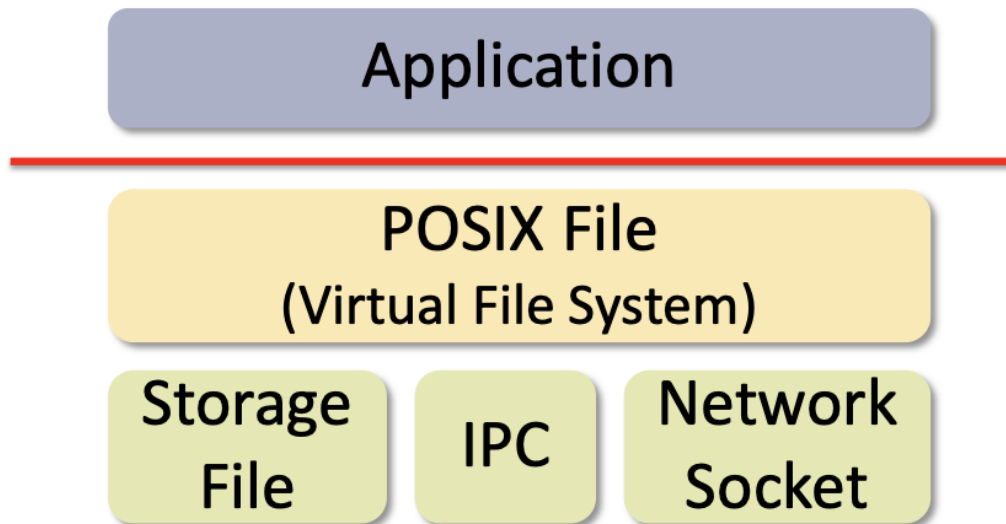 Application
POSIX File
(Virtual File System)
Storage
File
IPC
Network
Socket